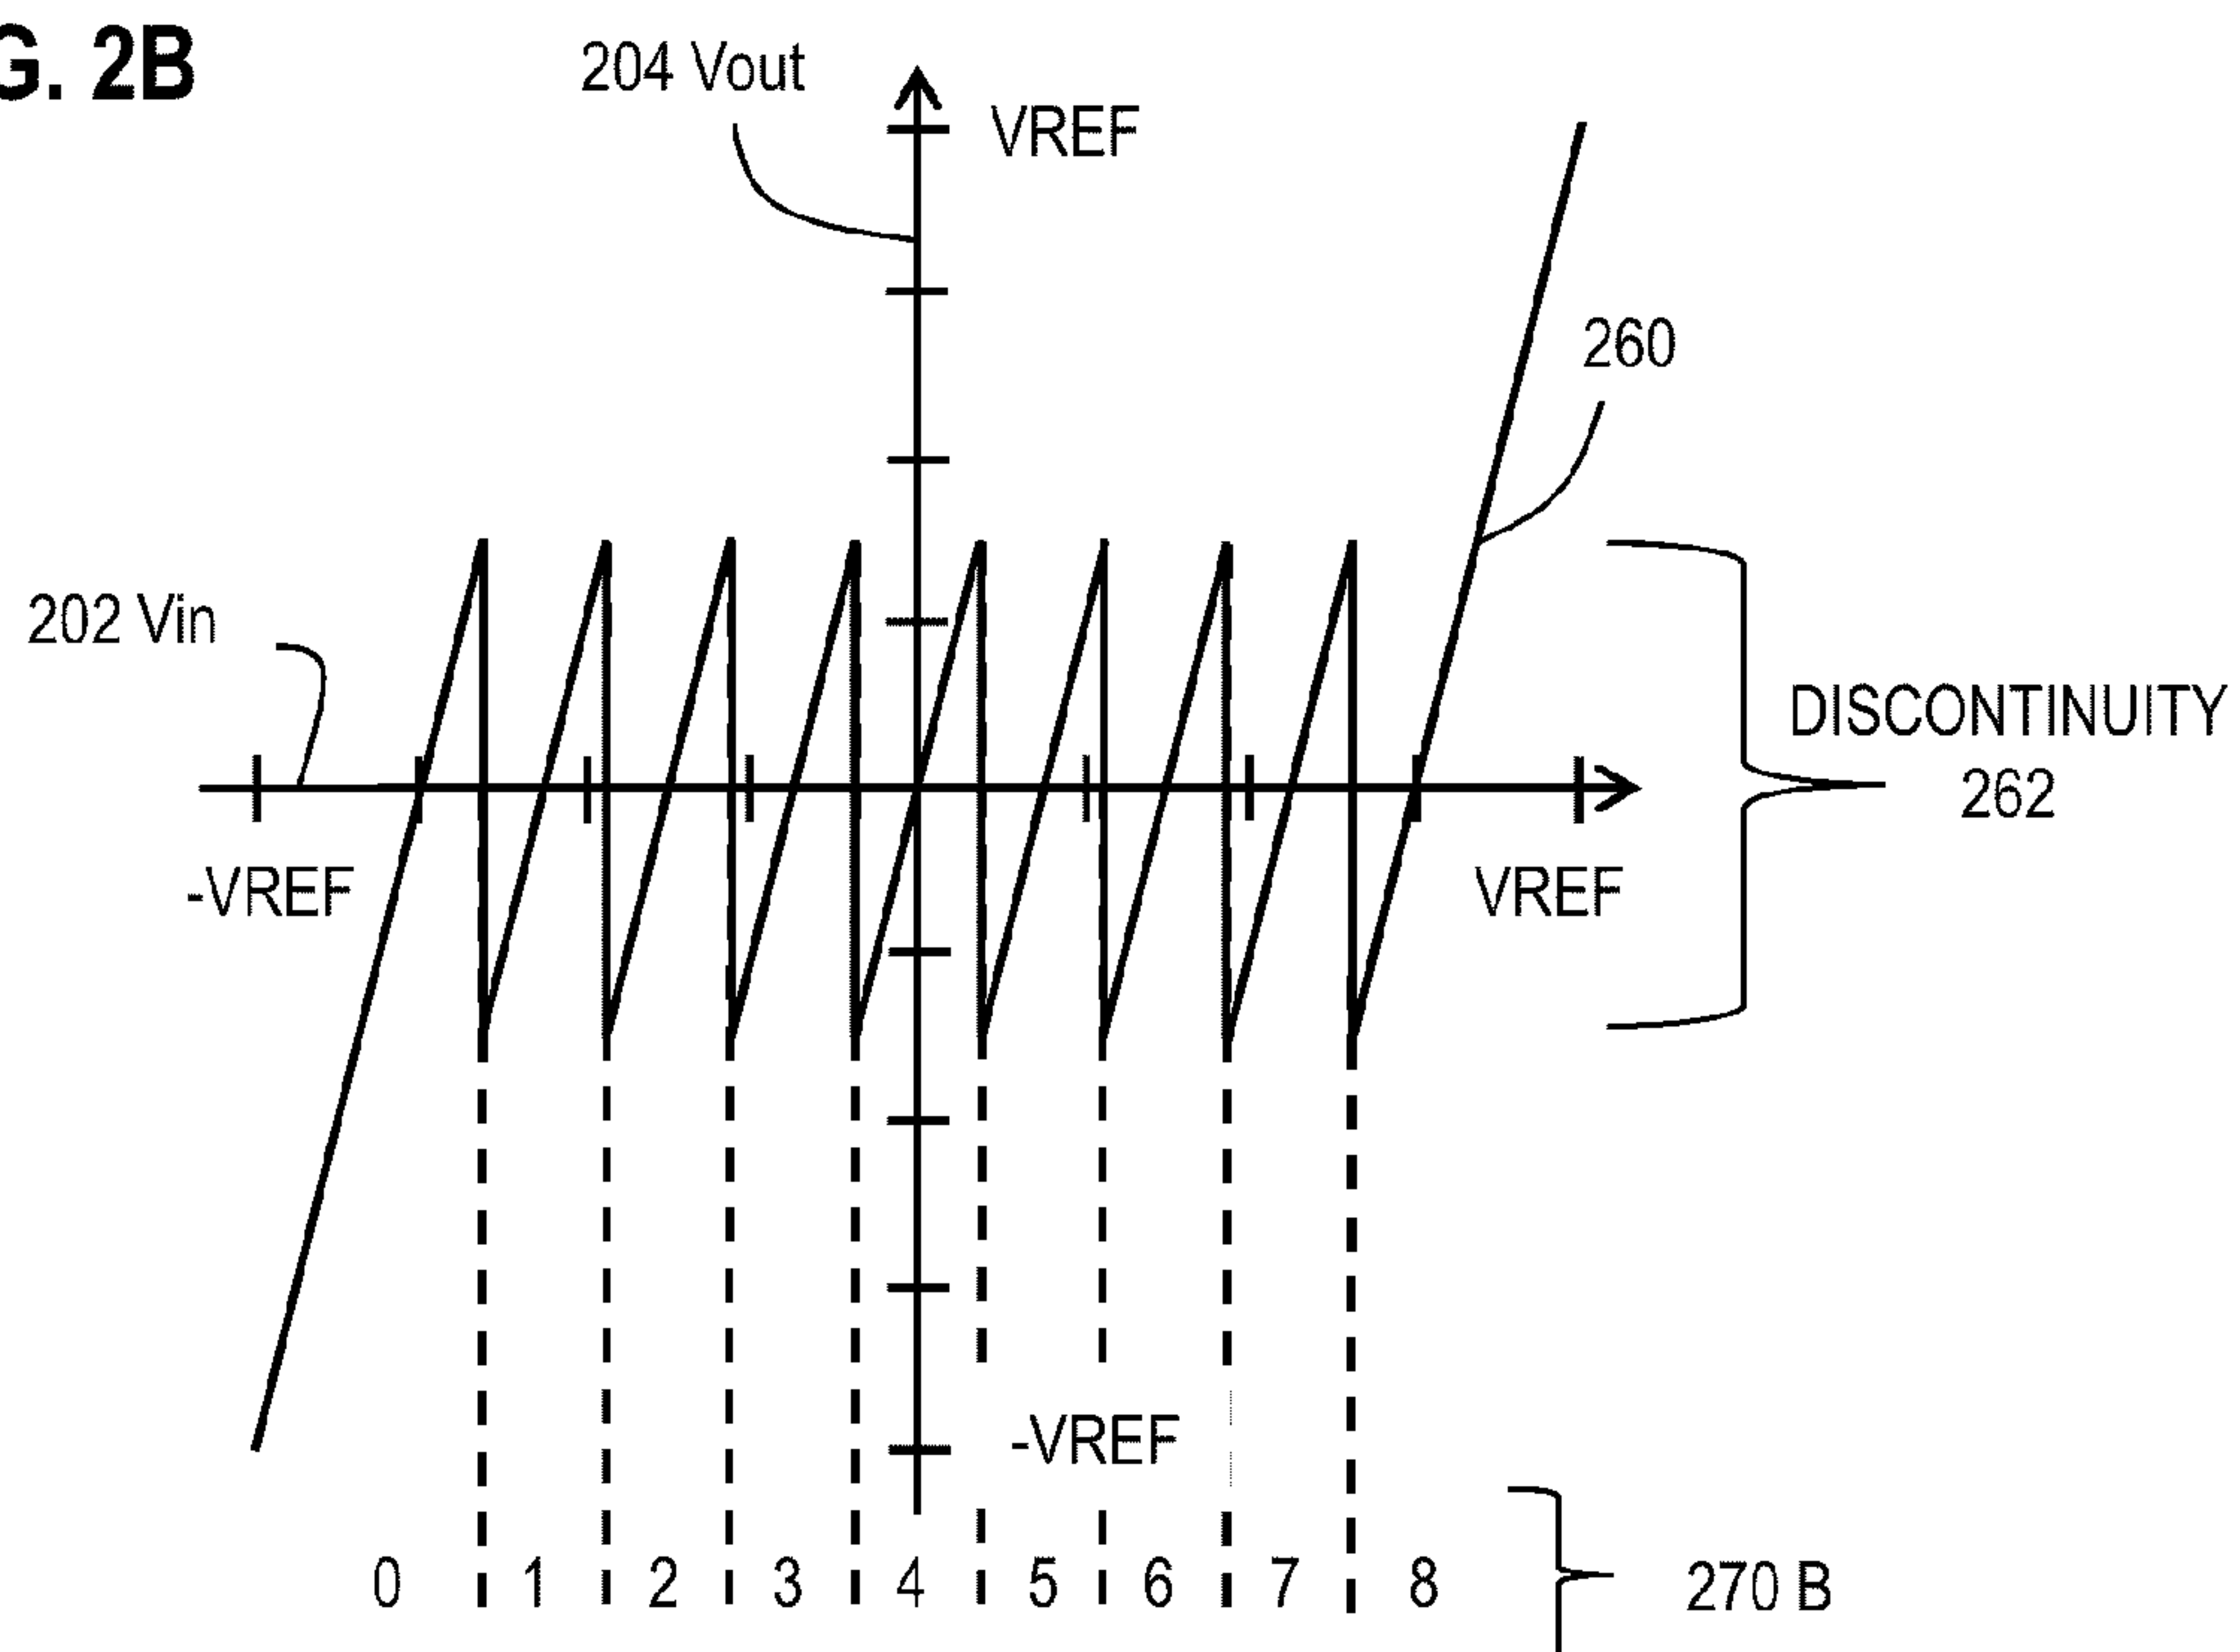 G. 2B
204 Vout
VREF
260
202 Vin
DISCONTINUITY
262
-VREF
VREF
-VREF
0 1 2 3 4 5 6 7 8
270 B